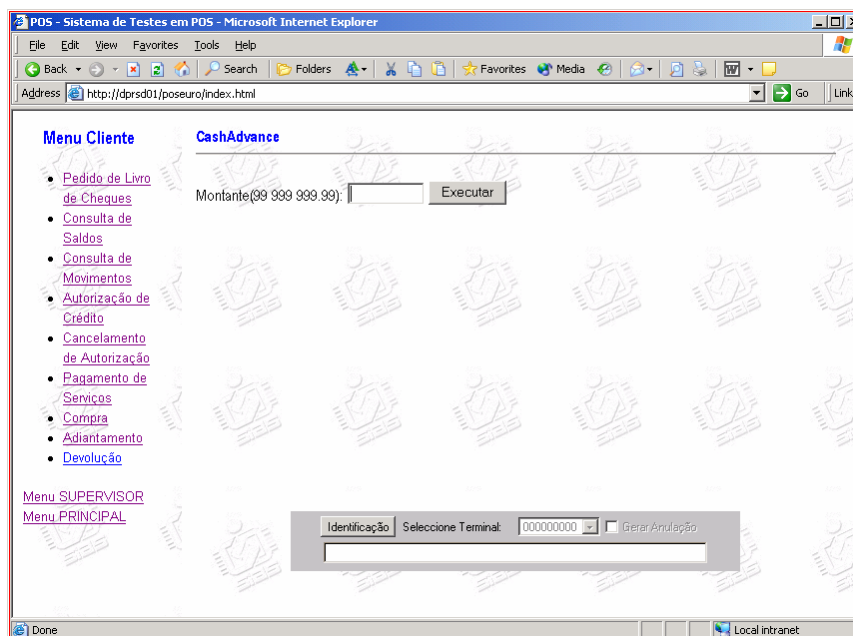 POS - Sistema de Testes em POS - Microsoft Internet Explorer
File Edit View Favorites Tools Help
Back Search Folders Favorites Media
Address http://dprsd01/poseuro/index.html Go Link
Menu Cliente
CashAdvance
Pedido de Livro
de Cheques
Consulta de
Saldos
Consulta de
Movimentos
Autorização de
Crédito
Cancelamento
de Autorização
Pagamento de
Serviços
Compra
Adiantamento
Devolução
Menu SUPERVISOR
Menu PRINCIPAL
Montante(99 999 999.99): Executar
Identificação Seleccione Terminal: 000000000 Gerar Anulação
Done Local intranet
SIBS